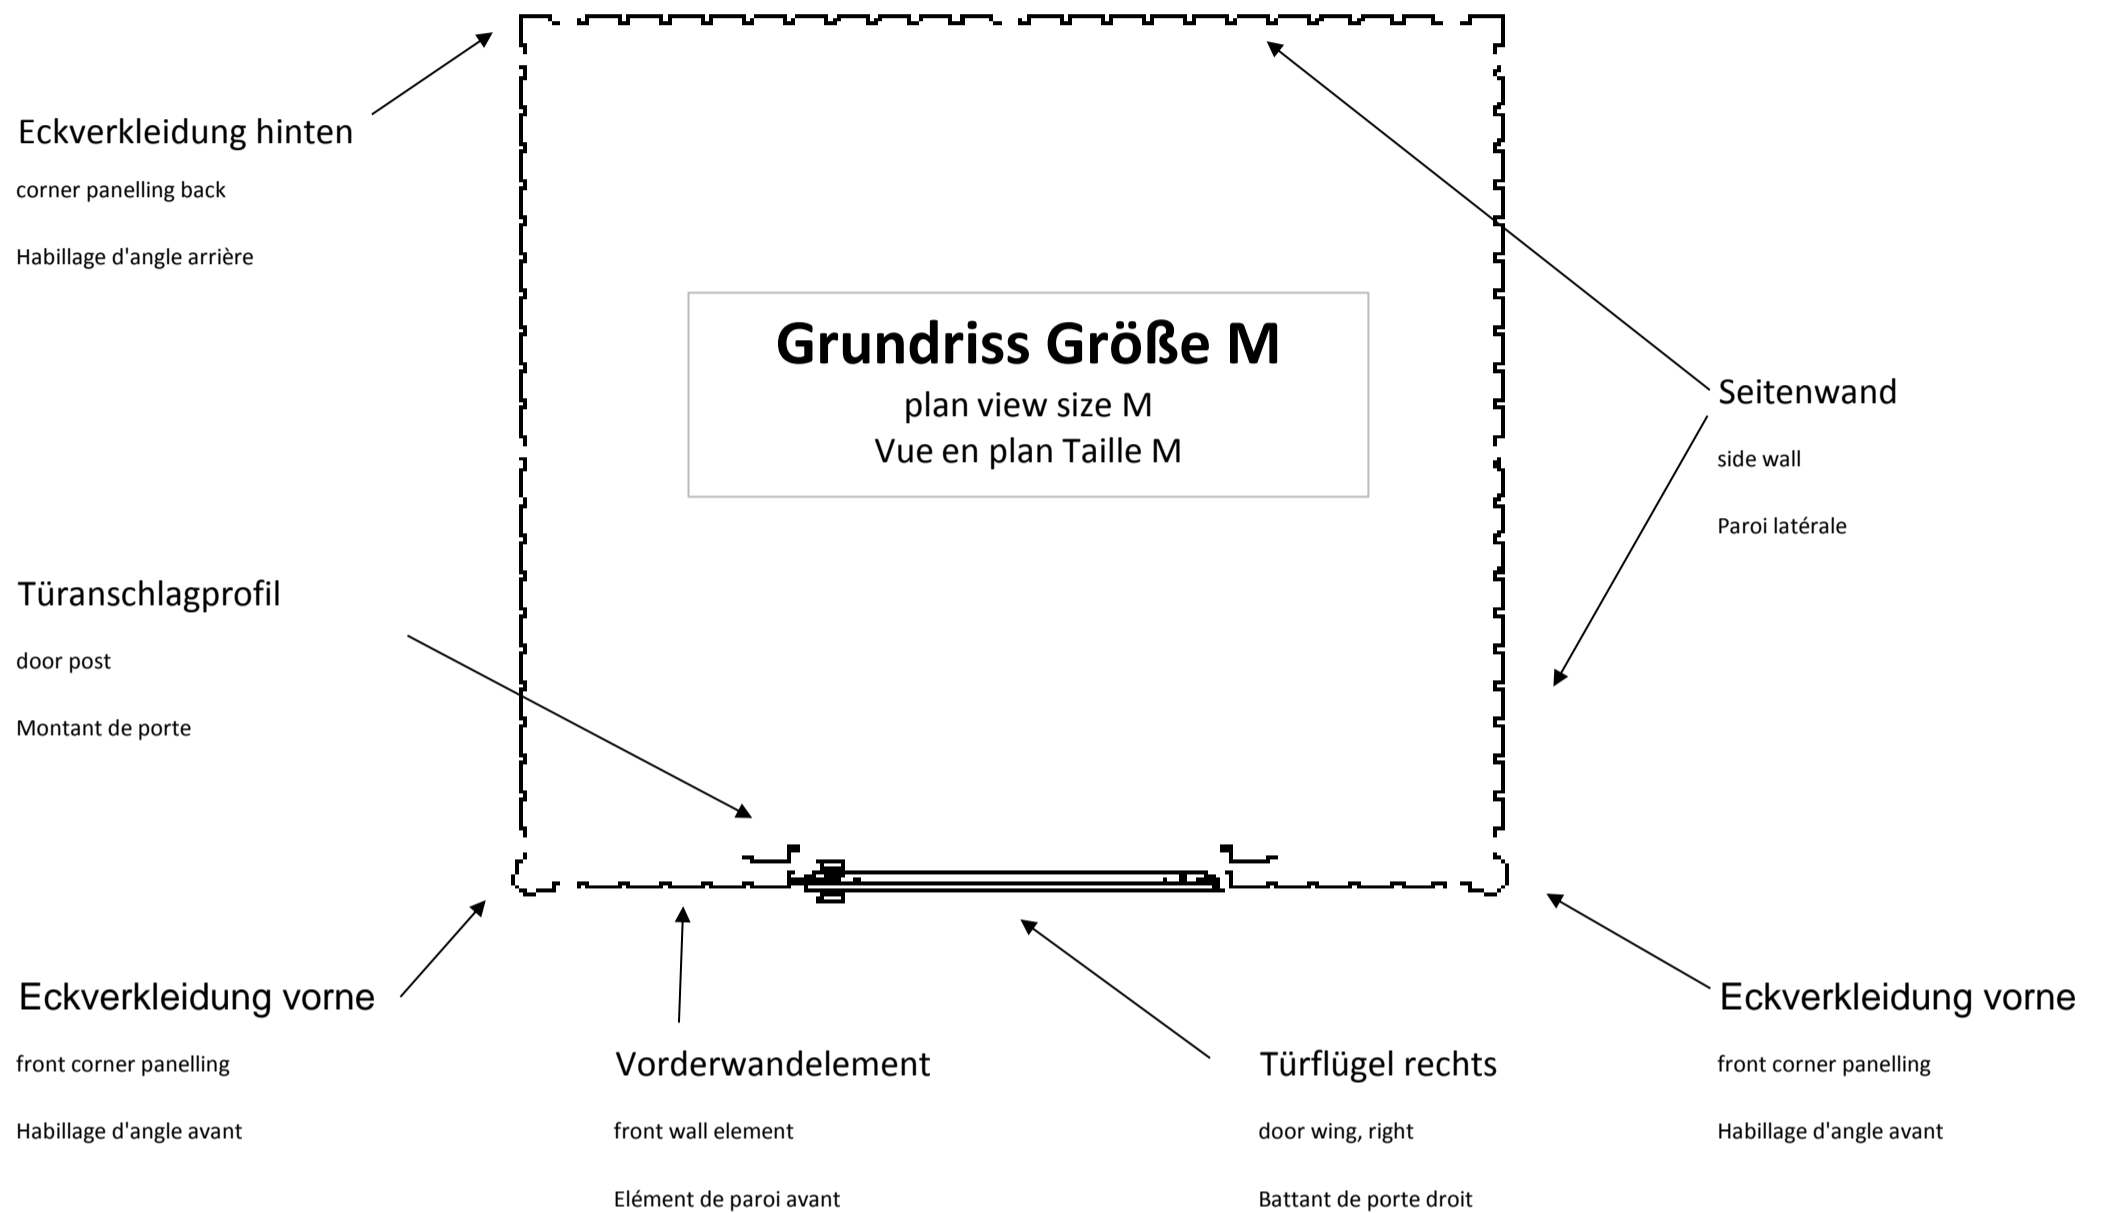 Eckverkleidung hinten
corner panelling back
Habillage d'angle arrière
Grundriss Größe M
plan view size M
Vue en plan Taille M
Seitenwand
side wall
Paroi latérale
Türanschlagprofil
door post
Montant de porte
Eckverkleidung vorne
front corner panelling
Habillage d'angle avant
Vorderwandelement
front wall element
Elément de paroi avant
Türflügel rechts
door wing, right
Battant de porte droit
Eckverkleidung vorne
front corner panelling
Habillage d'angle avant